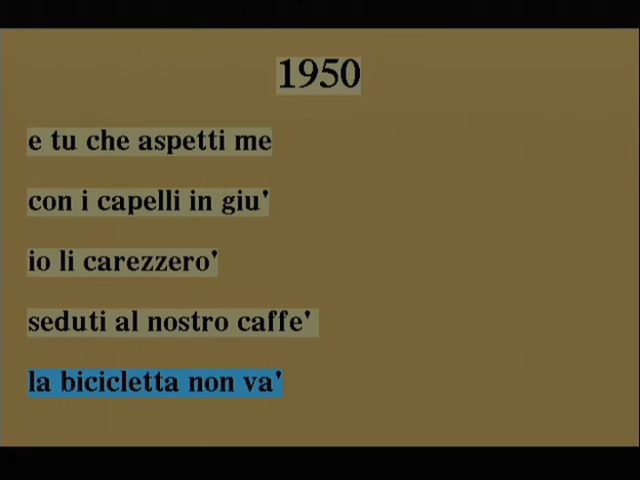 1950
e tu che aspetti me
con i capelli in giu'
io li carezzero'
seduti al nostro caffe'
la bicicletta non va'